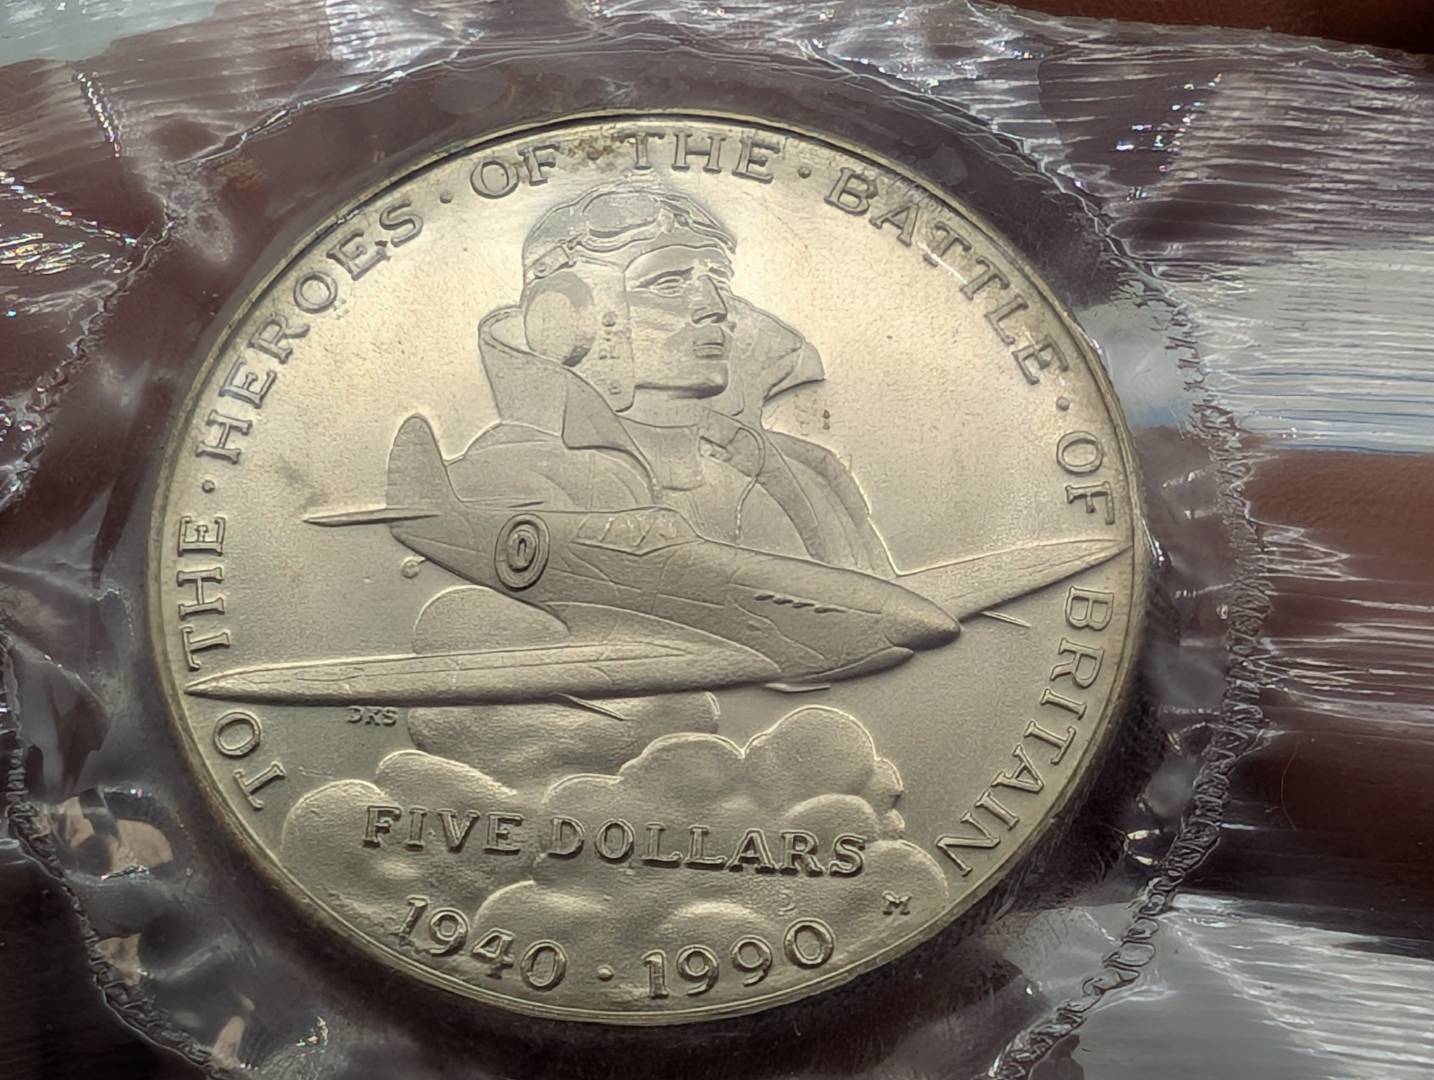 TO · THE · HEROES · OF · THE · BATTLE · OF BRITAIN
DKS
FIVE DOLLARS
M
1940 · 1990